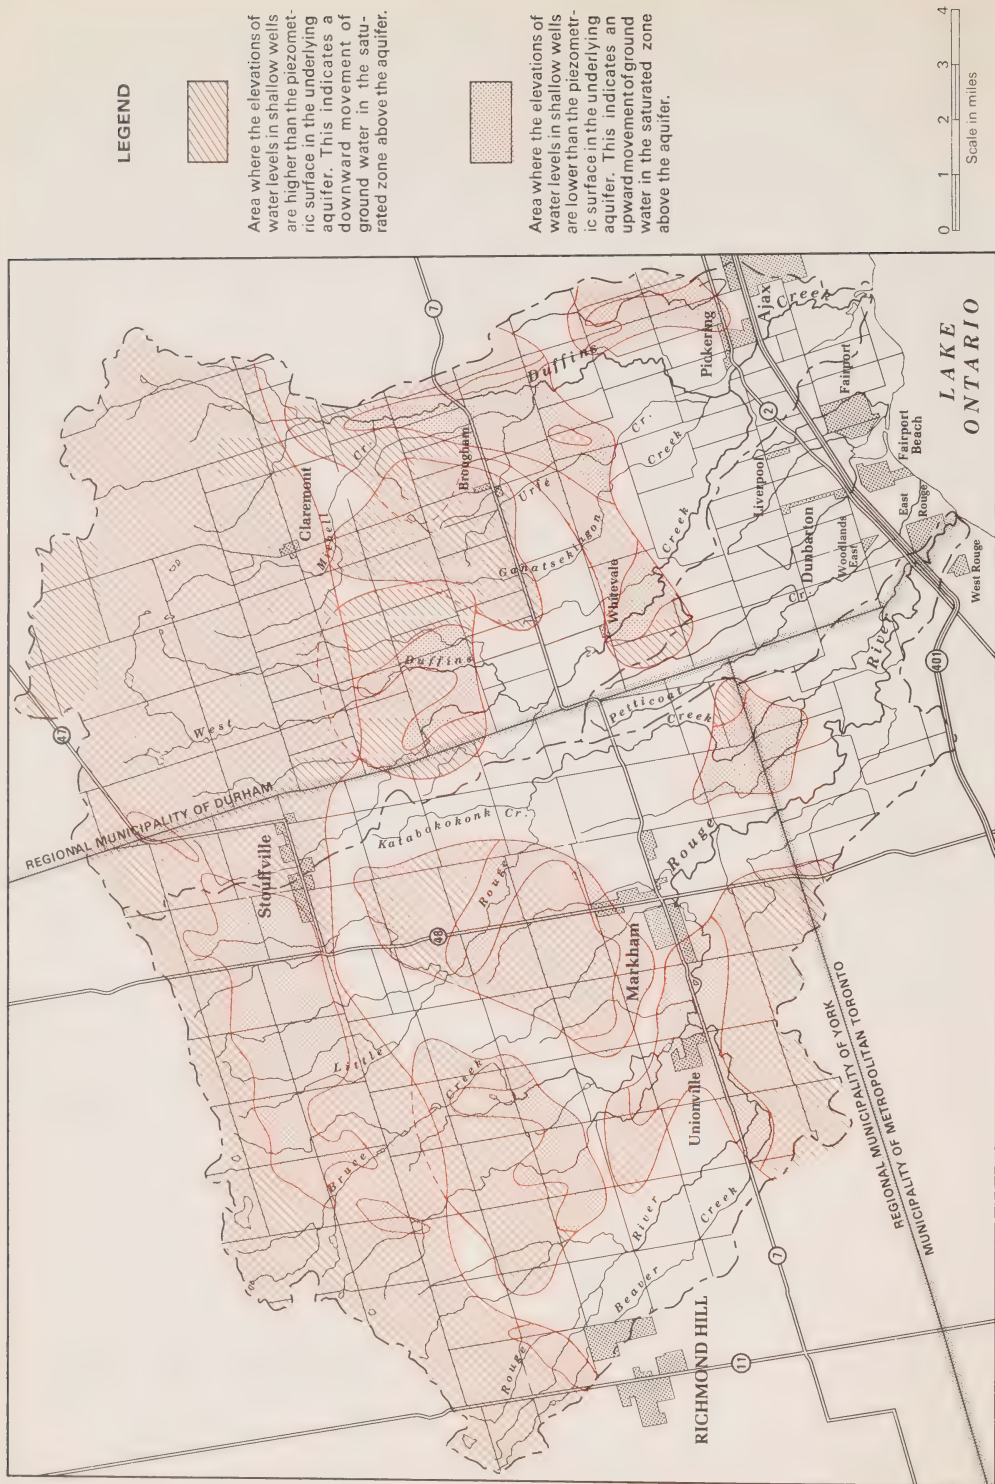 LEGEND
Area where the elevations of
water levels in shallow wells
are higher than the piezomet-
ric surface in the underlying
aquifer. This indicates a
downward movement of
ground water in the satu-
rated zone above the aquifer.
Area where the elevations of
water levels in shallow wells
are lower than the piezometr-
ic surface in the underlying
aquifer. This indicates an
upward movement of ground
water in the saturated zone
above the aquifer.
0 1 2 3 4
Scale in miles
47
REGIONAL MUNICIPALITY OF DURHAM
West
Duffins
Claremont
Michell
Cr.
Stouffville
Katabokokonk Cr.
Brougham
7
Duffins
Urfé
Cr.
Ganatsekingon
Creek
Whitevale
Creek
Petticoat
Creek
Cr.
Pickering
Ajax
Creek
2
Liverpool
Fairport
Dunbarton
Woodlands
East
Fairport
Beach
East
Rouge
West Rouge
LAKE
ONTARIO
River
401
Rouge
48
Rouge
Markham
Little
Creek
Bruce
Unionville
River
Creek
Beaver
Rouge
RICHMOND HILL
11
7
REGIONAL MUNICIPALITY OF YORK
MUNICIPALITY OF METROPOLITAN TORONTO